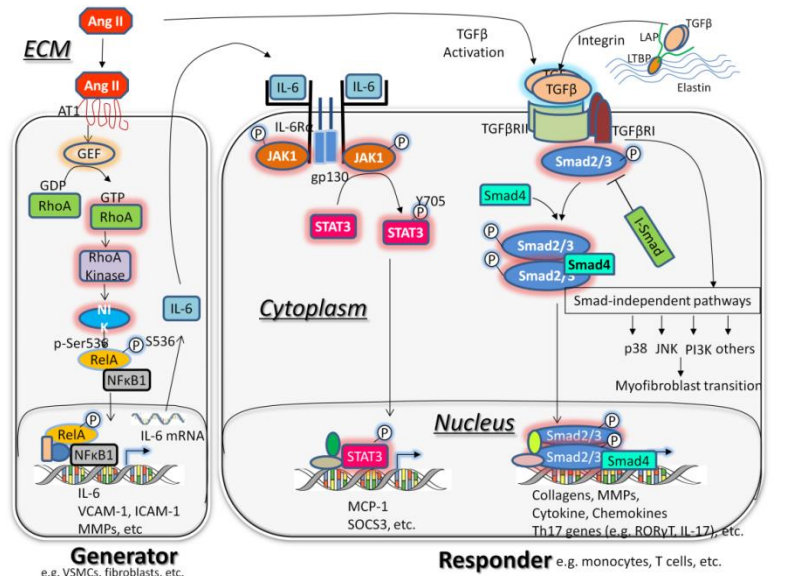 Ang II
ECM
Ang II
AT1
GEF
GDP
RhoA
GTP
RhoA
RhoA
Kinase
NIK
p-Ser536
P
S536
RelA
NFκB1
IL-6
IL-6 mRNA
P
RelA
NFκB1
IL-6
VCAM-1, ICAM-1
MMPs, etc
Generator
e.g. VSMCs, fibroblasts, etc.
IL-6
IL-6
IL-6Rα
P
JAK1
JAK1
P
gp130
STAT3
Y705
P
STAT3
Cytoplasm
Nucleus
P
STAT3
MCP-1
SOCS3, etc.
TGFβ
Activation
Integrin
LAP
TGFβ
LTBP
Elastin
TGFβ
TGFβRII
TGFβRI
Smad2/3
P
Smad4
I-Smad
P
Smad2/3
P
Smad2/3
Smad4
Smad-independent pathways
p38 JNK PI3K others
Myofibroblast transition
P
Smad2/3
P
Smad2/3
Smad4
Collagens, MMPs,
Cytokine, Chemokines
Th17 genes (e.g. RORγT, IL-17), etc.
Responder e.g. monocytes, T cells, etc.